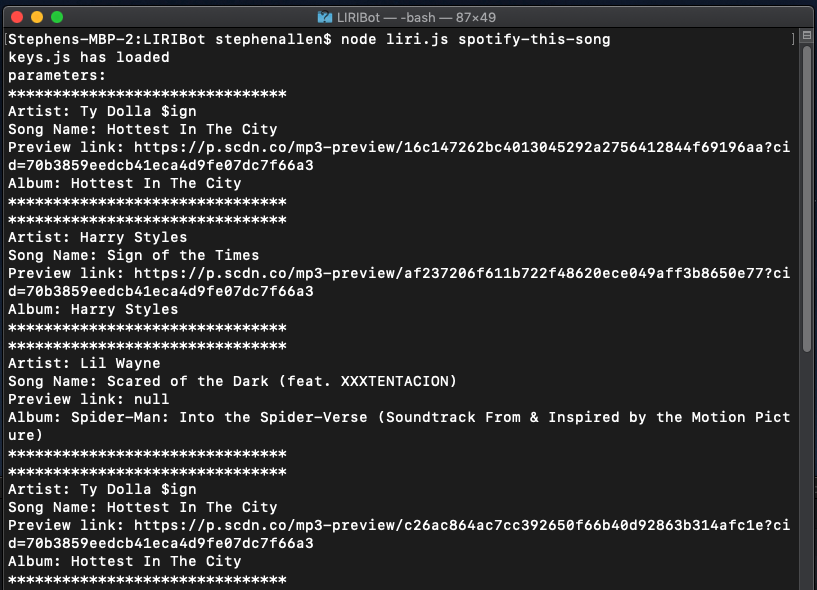 LIRIBot — -bash — 87×49
[Stephens-MBP-2:LIRIBot stephenallen$ node liri.js spotify-this-song ]
keys.js has loaded
parameters:
*******************************
Artist: Ty Dolla $ign
Song Name: Hottest In The City
Preview link: https://p.scdn.co/mp3-preview/16c147262bc4013045292a2756412844f69196aa?ci
d=70b3859eedcb41eca4d9fe07dc7f66a3
Album: Hottest In The City
*******************************
*******************************
Artist: Harry Styles
Song Name: Sign of the Times
Preview link: https://p.scdn.co/mp3-preview/af237206f611b722f48620ece049aff3b8650e77?ci
d=70b3859eedcb41eca4d9fe07dc7f66a3
Album: Harry Styles
*******************************
*******************************
Artist: Lil Wayne
Song Name: Scared of the Dark (feat. XXXTENTACION)
Preview link: null
Album: Spider-Man: Into the Spider-Verse (Soundtrack From & Inspired by the Motion Pict
ure)
*******************************
*******************************
Artist: Ty Dolla $ign
Song Name: Hottest In The City
Preview link: https://p.scdn.co/mp3-preview/c26ac864ac7cc392650f66b40d92863b314afc1e?ci
d=70b3859eedcb41eca4d9fe07dc7f66a3
Album: Hottest In The City
*******************************